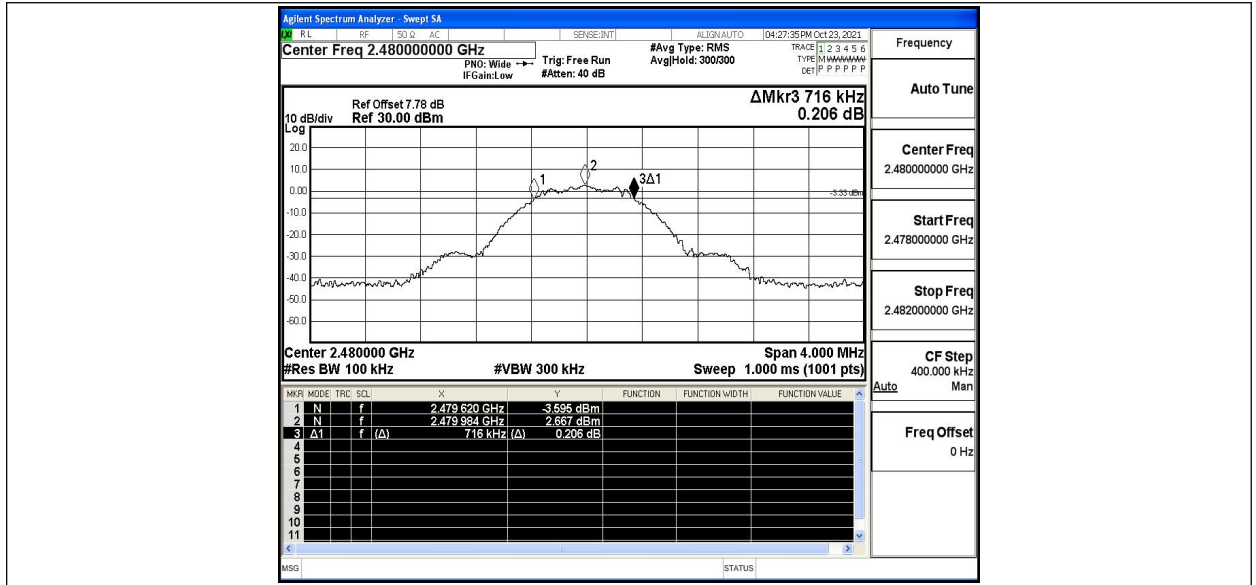 Agilent Spectrum Analyzer - Swept SA
RL RF 50 Ω AC SENSE:INT ALIGNAUTO 04:27:35PM Oct 23, 2021
Center Freq 2.480000000 GHz
PNO: Wide
IFGain:Low
Trig: Free Run
#Atten: 40 dB
#Avg Type: RMS
Avg|Hold: 300/300
TRACE 1 2 3 4 5 6
TYPE M WWWWW
DET P P P P P P
Frequency
Auto Tune
Center Freq
2.480000000 GHz
Start Freq
2.478000000 GHz
Stop Freq
2.482000000 GHz
CF Step
400.000 kHz
Auto Man
Freq Offset
0 Hz
ΔMkr3 716 kHz
0.206 dB
Ref Offset 7.78 dB
10 dB/div Ref 30.00 dBm
Log
20.0
10.0
0.00
-10.0
-20.0
-30.0
-40.0
-50.0
-60.0
1
2
3Δ1
-3.33 dBm
Center 2.480000 GHz Span 4.000 MHz
#Res BW 100 kHz #VBW 300 kHz Sweep 1.000 ms (1001 pts)
MKR MODE TRC SCL X Y FUNCTION FUNCTION WIDTH FUNCTION VALUE
1 N f 2.479 620 GHz -3.595 dBm
2 N f 2.479 984 GHz 2.667 dBm
3 Δ1 f (Δ) 716 kHz (Δ) 0.206 dB
4
5
6
7
8
9
10
11
MSG STATUS